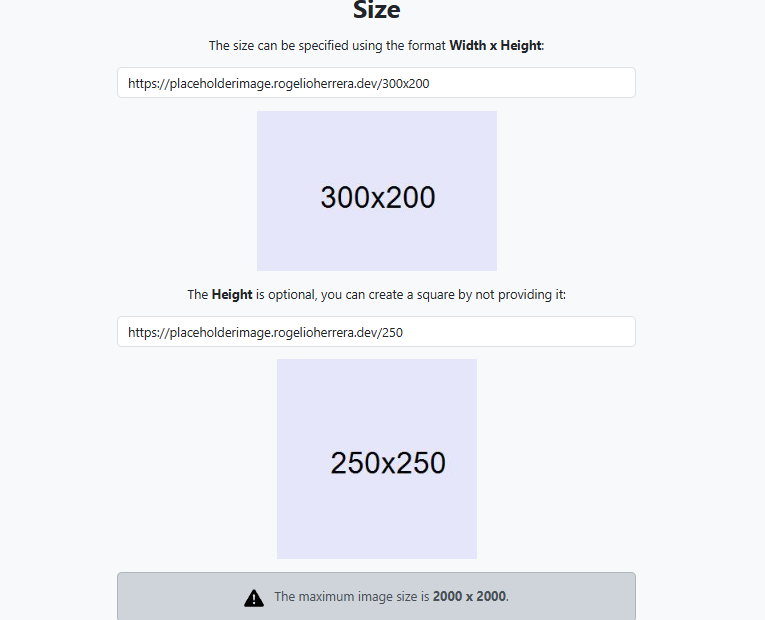 Size
The size can be specified using the format Width x Height:
https://placeholderimage.rogelioherrera.dev/300x200
300x200
The Height is optional, you can create a square by not providing it:
https://placeholderimage.rogelioherrera.dev/250
250x250
The maximum image size is 2000 x 2000.